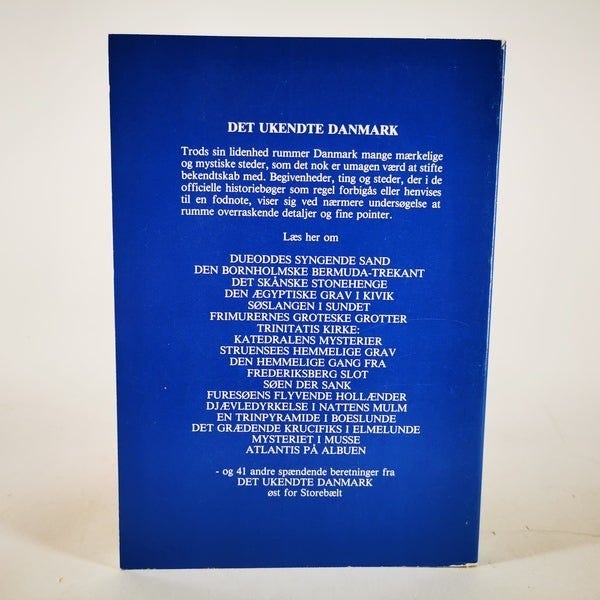 DET UKENDTE DANMARK
Trods sin lidenhed rummer Danmark mange mærkelige
og mystiske steder, som det nok er umagen værd at stifte
bekendtskab med. Begivenheder, ting og steder, der i de
officielle historiebøger som regel forbigås eller henvises
til en fodnote, viser sig ved nærmere undersøgelse at
rumme overraskende detaljer og fine pointer.
Læs her om
DUEODDES SYNGENDE SAND
DEN BORNHOLMSKE BERMUDA-TREKANT
DET SKÅNSKE STONEHENGE
DEN ÆGYPTISKE GRAV I KIVIK
SØSLANGEN I SUNDET
FRIMURERNES GROTESKE GROTTER
TRINITATIS KIRKE:
KATEDRALENS MYSTERIER
STRUENSEES HEMMELIGE GRAV
DEN HEMMELIGE GANG FRA
FREDERIKSBERG SLOT
SØEN DER SANK
FURESØENS FLYVENDE HOLLÆNDER
DJÆVLEDYRKELSE I NATTENS MULM
EN TRINPYRAMIDE I BOESLUNDE
DET GRÆDENDE KRUCIFIKS I ELMELUNDE
MYSTERIET I MUSSE
ATLANTIS PÅ ALBUEN
- og 41 andre spændende beretninger fra
DET UKENDTE DANMARK
øst for Storebælt